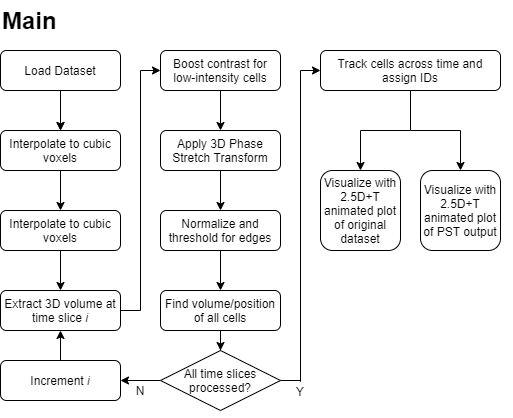 Main
Load Dataset
Interpolate to cubic
voxels
Interpolate to cubic
voxels
Extract 3D volume at
time slice i
Increment i
Boost contrast for
low-intensity cells
Apply 3D Phase
Stretch Transform
Normalize and
threshold for edges
Find volume/position
of all cells
All time slices
processed?
N
Y
Track cells across time and
assign IDs
Visualize with
2.5D+T
animated plot
of original
dataset
Visualize with
2.5D+T
animated plot
of PST output